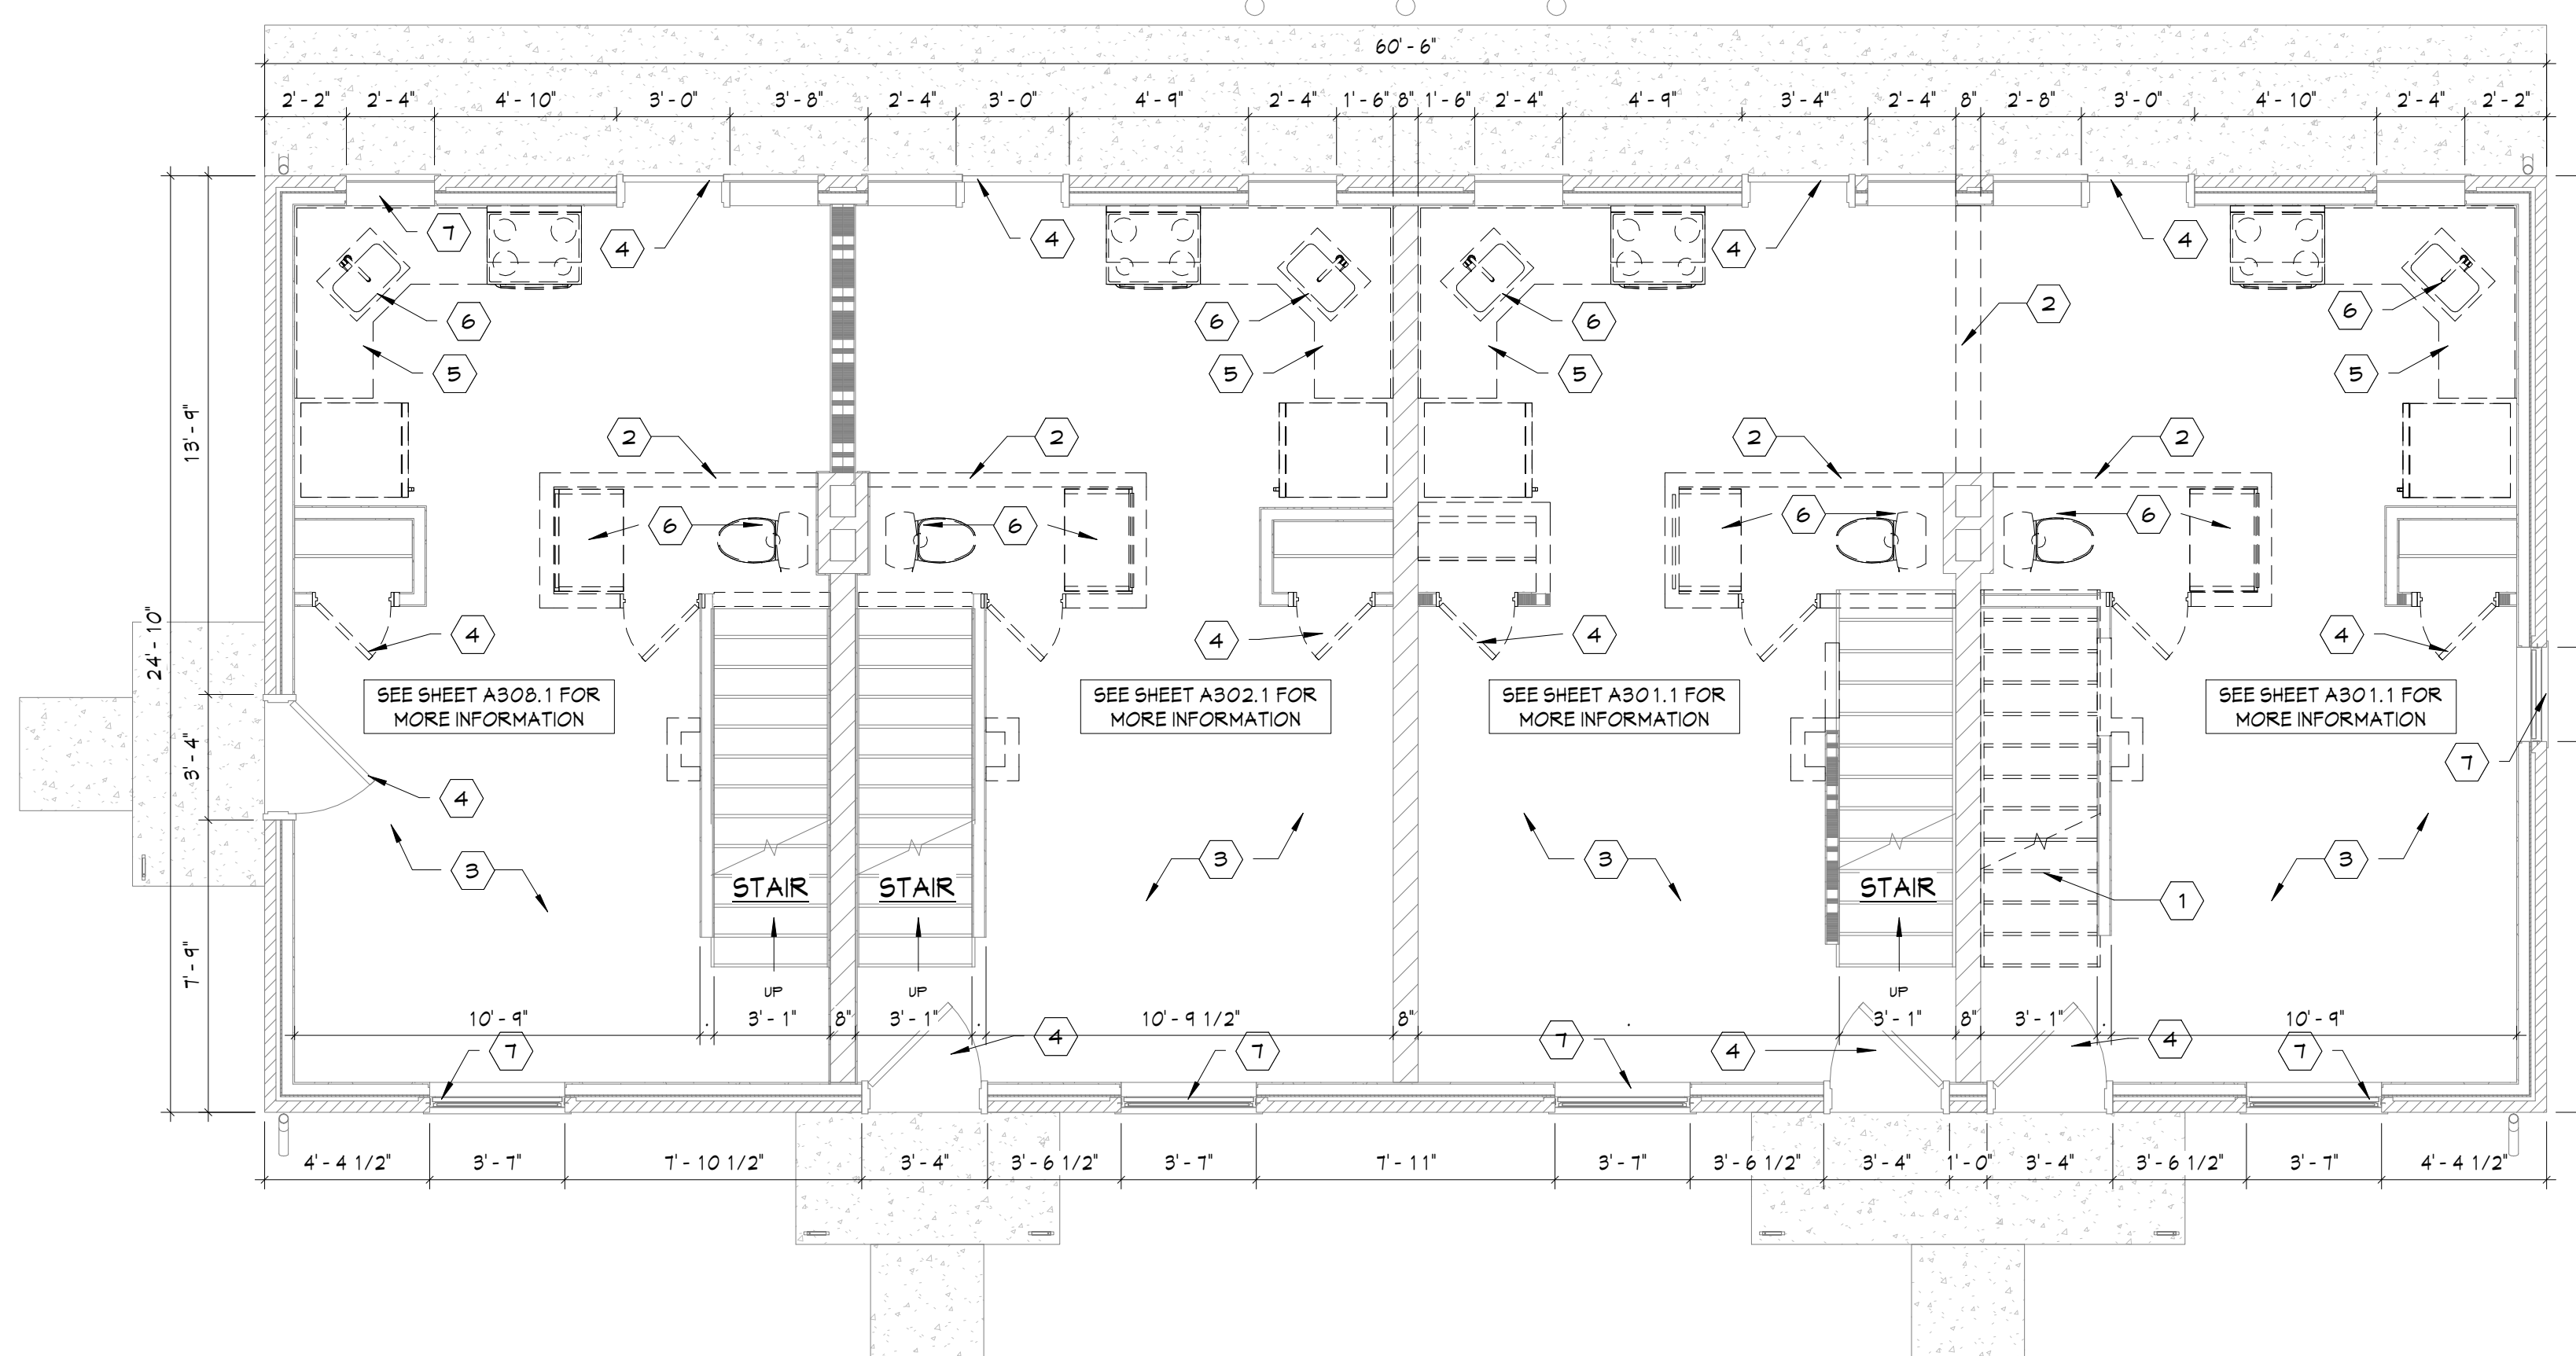 60' - 6"
2' - 2" 2' - 4" 4' - 10" 3' - 0" 3' - 8" 2' - 4" 3' - 0" 4' - 9" 2' - 4" 1' - 6" 8" 1' - 6" 2' - 4" 4' - 9" 3' - 4" 2' - 4" 8" 2' - 8" 3' - 0" 4' - 10" 2' - 4" 2' - 2"
7 4 4 4 4
6 6 6 2 6
5 5 5 5
13' - 9"
2 2 2 2
6 6 6 6
4 4 4 4
24' - 10"
SEE SHEET A308.1 FOR
MORE INFORMATION
SEE SHEET A302.1 FOR
MORE INFORMATION
SEE SHEET A301.1 FOR
MORE INFORMATION
SEE SHEET A301.1 FOR
MORE INFORMATION
3' - 4"
7
4
3 3 3 3
STAIR STAIR STAIR
1
7' - 9"
UP UP UP
10' - 9" 3' - 1" 8" 3' - 1" 10' - 9 1/2" 8" 3' - 1" 8" 3' - 1" 10' - 9"
7 4 7 7 4 4 7
4' - 4 1/2" 3' - 7" 7' - 10 1/2" 3' - 4" 3' - 6 1/2" 3' - 7" 7' - 11" 3' - 7" 3' - 6 1/2" 3' - 4" 1' - 0" 3' - 4" 3' - 6 1/2" 3' - 7" 4' - 4 1/2"